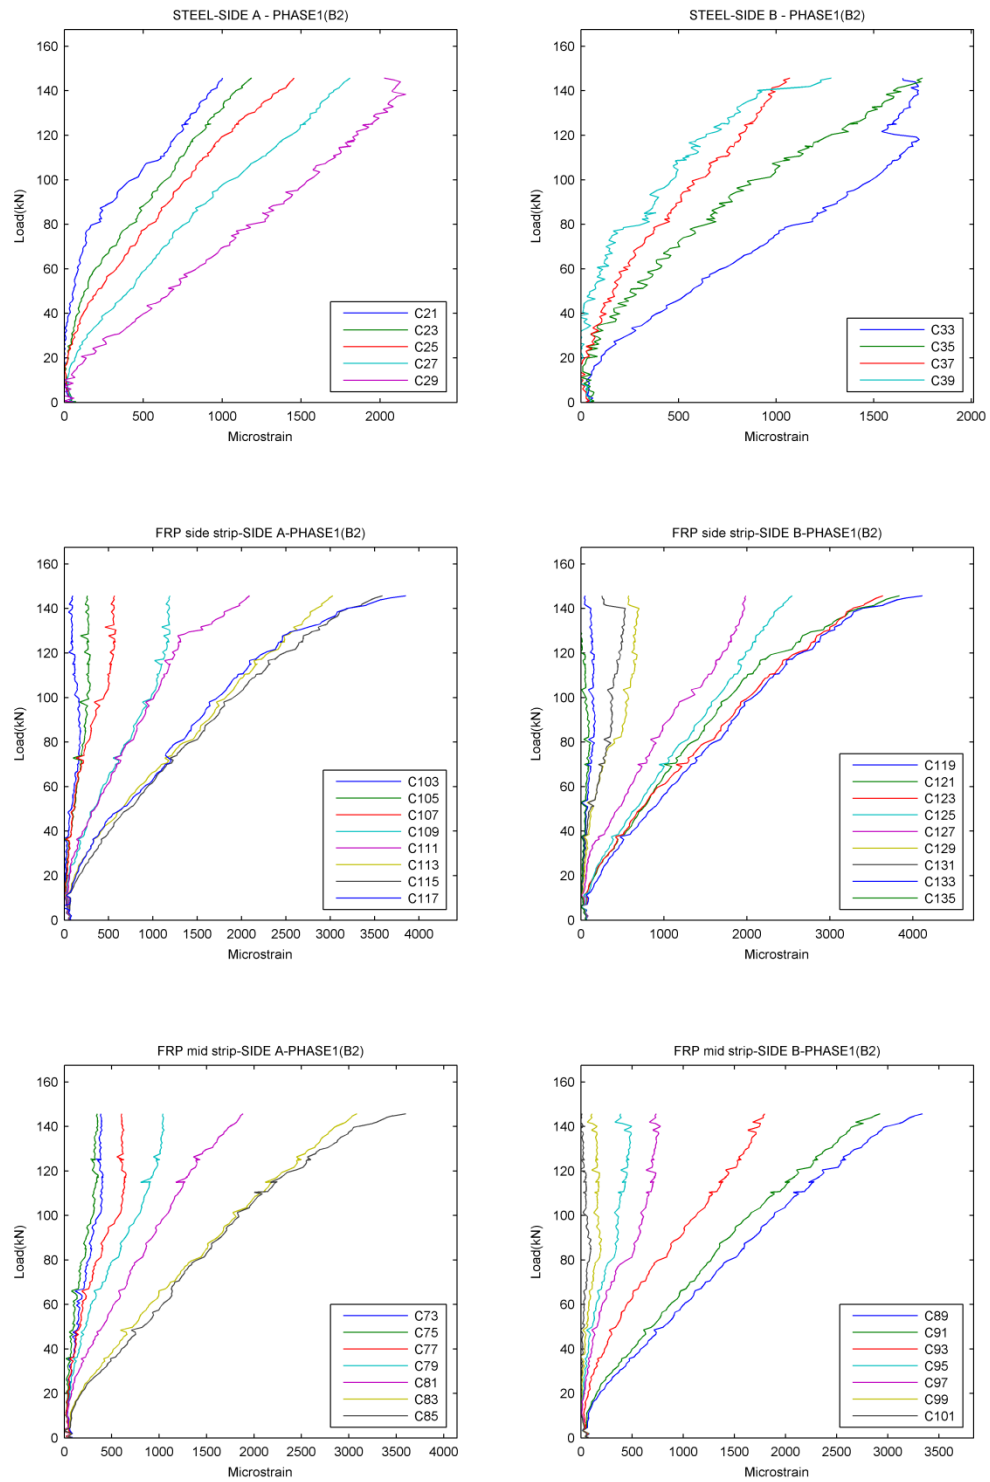 STEEL-SIDE A - PHASE1(B2)
160
140
120
100
80
60
40
20
0
Load(kN)
C21
C23
C25
C27
C29
0 500 1000 1500 2000
Microstrain
STEEL-SIDE B - PHASE1(B2)
160
140
120
100
80
60
40
20
0
Load(kN)
C33
C35
C37
C39
0 500 1000 1500 2000
Microstrain
FRP side strip-SIDE A-PHASE1(B2)
160
140
120
100
80
60
40
20
0
Load(kN)
C103
C105
C107
C109
C111
C113
C115
C117
0 500 1000 1500 2000 2500 3000 3500 4000
Microstrain
FRP side strip-SIDE B-PHASE1(B2)
160
140
120
100
80
60
40
20
0
Load(kN)
C119
C121
C123
C125
C127
C129
C131
C133
C135
0 1000 2000 3000 4000
Microstrain
FRP mid strip-SIDE A-PHASE1(B2)
160
140
120
100
80
60
40
20
0
Load(kN)
C73
C75
C77
C79
C81
C83
C85
0 500 1000 1500 2000 2500 3000 3500 4000
Microstrain
FRP mid strip-SIDE B-PHASE1(B2)
160
140
120
100
80
60
40
20
0
Load(kN)
C89
C91
C93
C95
C97
C99
C101
0 500 1000 1500 2000 2500 3000 3500
Microstrain